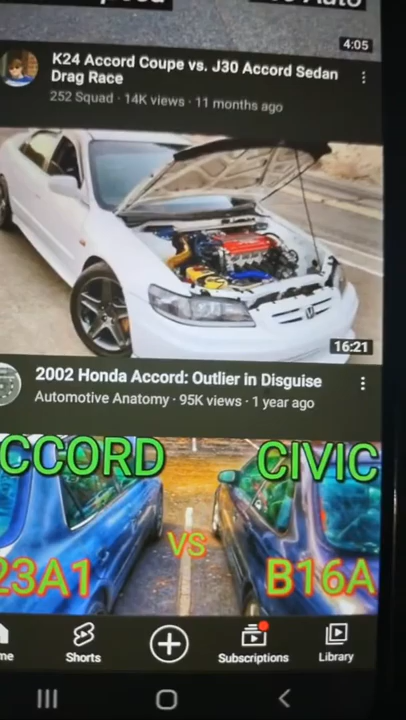 4:05
K24 Accord Coupe vs. J30 Accord Sedan
Drag Race
252 Squad · 14K views · 11 months ago
16:21
2002 Honda Accord: Outlier in Disguise
Automotive Anatomy · 95K views · 1 year ago
CCORD CIVIC
VS
23A1 B16A
me Shorts Subscriptions Library